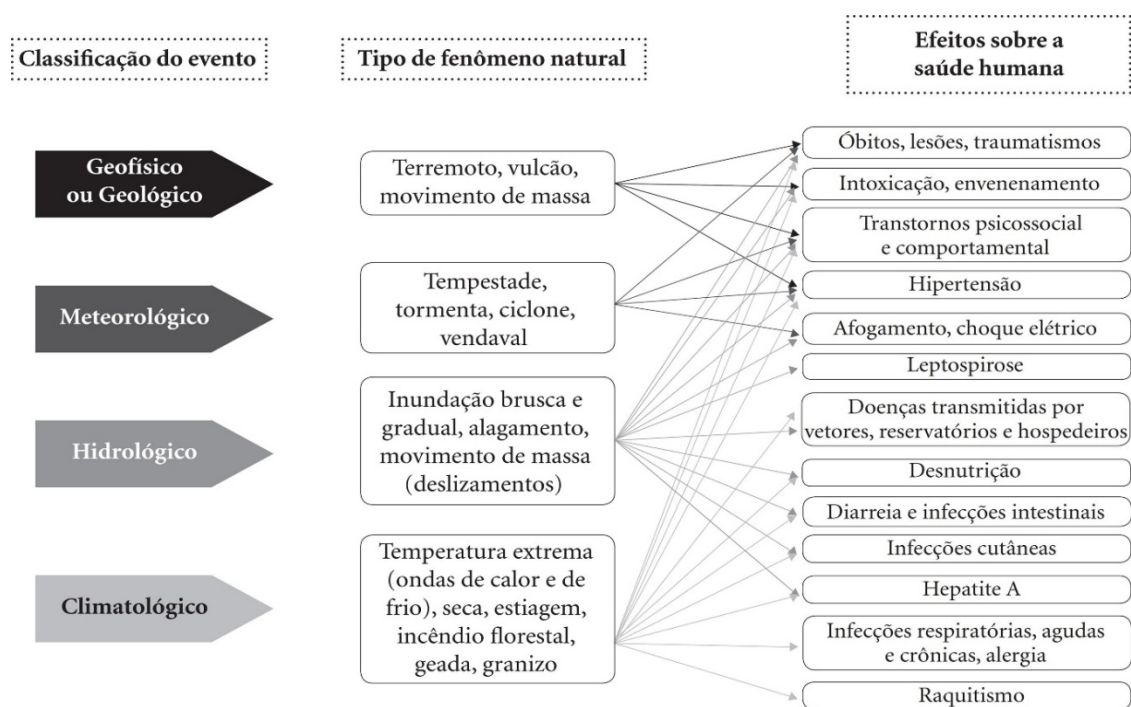 Classificação do evento
Tipo de fenômeno natural
Efeitos sobre a
saúde humana
Geofísico
ou Geológico
Meteorológico
Hidrológico
Climatológico
Terremoto, vulcão,
movimento de massa
Tempestade,
tormenta, ciclone,
vendaval
Inundação brusca e
gradual, alagamento,
movimento de massa
(deslizamentos)
Temperatura extrema
(ondas de calor e de
frio), seca, estiagem,
incêndio florestal,
geada, granizo
Óbitos, lesões, traumatismos
Intoxicação, envenenamento
Transtornos psicossocial
e comportamental
Hipertensão
Afogamento, choque elétrico
Leptospirose
Doenças transmitidas por
vetores, reservatórios e hospedeiros
Desnutrição
Diarreia e infecções intestinais
Infecções cutâneas
Hepatite A
Infecções respiratórias, agudas
e crônicas, alergia
Raquitismo